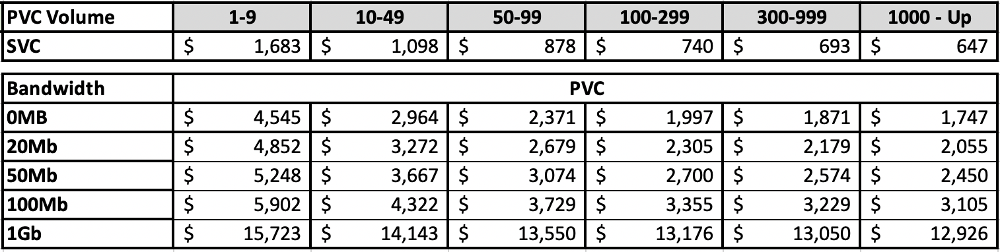 PVC Volume 1-9 10-49 50-99 100-299 300-999 1000 - Up
SVC $ 1,683 $ 1,098 $ 878 $ 740 $ 693 $ 647
Bandwidth PVC
0MB $ 4,545 $ 2,964 $ 2,371 $ 1,997 $ 1,871 $ 1,747
20Mb $ 4,852 $ 3,272 $ 2,679 $ 2,305 $ 2,179 $ 2,055
50Mb $ 5,248 $ 3,667 $ 3,074 $ 2,700 $ 2,574 $ 2,450
100Mb $ 5,902 $ 4,322 $ 3,729 $ 3,355 $ 3,229 $ 3,105
1Gb $ 15,723 $ 14,143 $ 13,550 $ 13,176 $ 13,050 $ 12,926